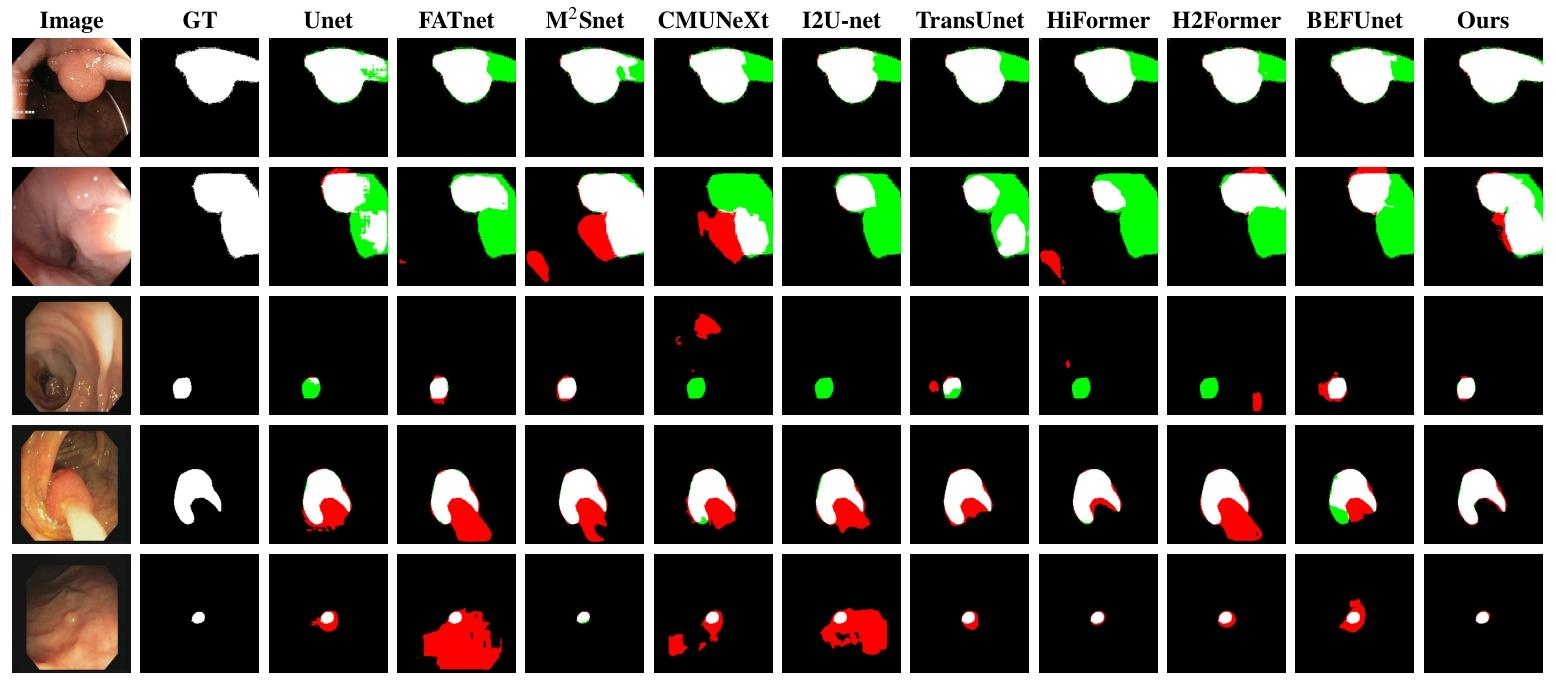 Image GT Unet FATnet M²Snet CMUNeXt I2U-net TransUnet HiFormer H2Former BEFUnet Ours